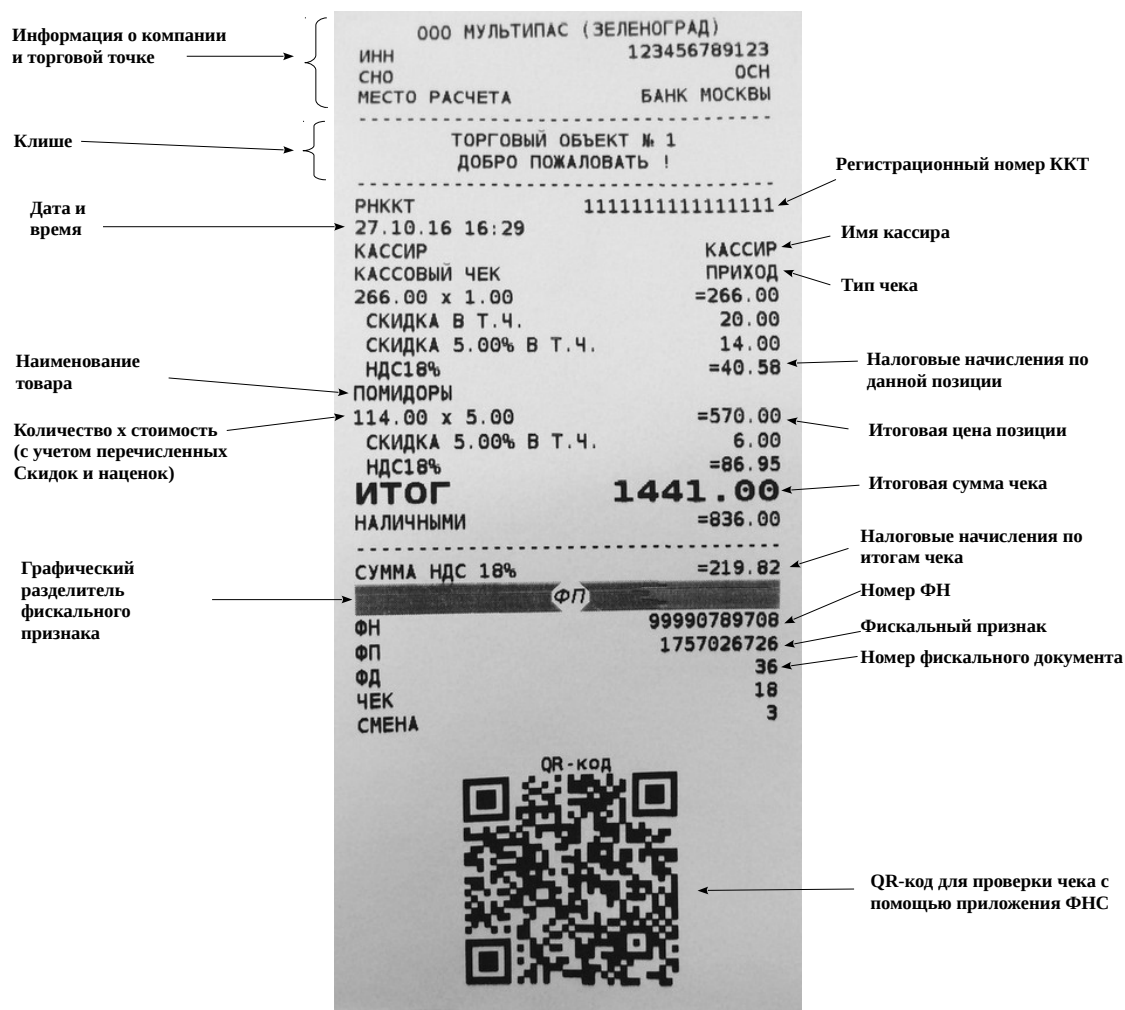 Информация о компании
и торговой точке
Клише
Дата и
время
Наименование
товара
Количество х стоимость
(с учетом перечисленных
Скидок и наценок)
Графический
разделитель
фискального
признака
ООО МУЛЬТИПАС (ЗЕЛЕНОГРАД)
ИНН 123456789123
СНО ОСН
МЕСТО РАСЧЕТА БАНК МОСКВЫ
ТОРГОВЫЙ ОБЪЕКТ № 1
ДОБРО ПОЖАЛОВАТЬ !
РНККТ 1111111111111111
27.10.16 16:29
КАССИР КАССИР
КАССОВЫЙ ЧЕК ПРИХОД
266.00 х 1.00 =266.00
СКИДКА В Т.Ч. 20.00
СКИДКА 5.00% В Т.Ч. 14.00
НДС18% =40.58
ПОМИДОРЫ
114.00 х 5.00 =570.00
СКИДКА 5.00% В Т.Ч. 6.00
НДС18% =86.95
ИТОГ 1441.00
НАЛИЧНЫМИ =836.00
СУММА НДС 18% =219.82
ФП
ФН 99990789708
ФП 1757026726
ФД 36
ЧЕК 18
СМЕНА 3
QR-код
Регистрационный номер ККТ
Имя кассира
Тип чека
Налоговые начисления по
данной позиции
Итоговая цена позиции
Итоговая сумма чека
Налоговые начисления по
итогам чека
Номер ФН
Фискальный признак
Номер фискального документа
QR-код для проверки чека с
помощью приложения ФНС